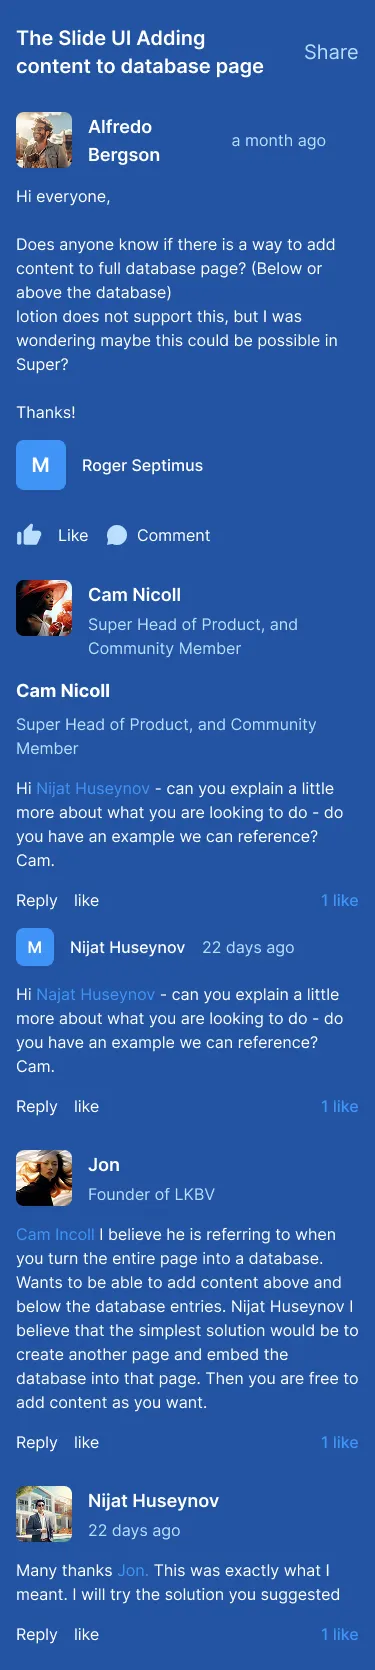 The Slide UI Adding
content to database page
Share
Alfredo
Bergson
a month ago
Hi everyone,
Does anyone know if there is a way to add
content to full database page? (Below or
above the database)
lotion does not support this, but I was
wondering maybe this could be possible in
Super?
Thanks!
M
Roger Septimus
Like
Comment
Cam Nicoll
Super Head of Product, and
Community Member
Cam Nicoll
Super Head of Product, and Community
Member
Hi Nijat Huseynov - can you explain a little
more about what you are looking to do - do
you have an example we can reference?
Cam.
Reply like 1 like
M
Nijat Huseynov 22 days ago
Hi Najat Huseynov - can you explain a little
more about what you are looking to do - do
you have an example we can reference?
Cam.
Reply like 1 like
Jon
Founder of LKBV
Cam Incoll I believe he is referring to when
you turn the entire page into a database.
Wants to be able to add content above and
below the database entries. Nijat Huseynov I
believe that the simplest solution would be to
create another page and embed the
database into that page. Then you are free to
add content as you want.
Reply like 1 like
Nijat Huseynov
22 days ago
Many thanks Jon. This was exactly what I
meant. I will try the solution you suggested
Reply like 1 like